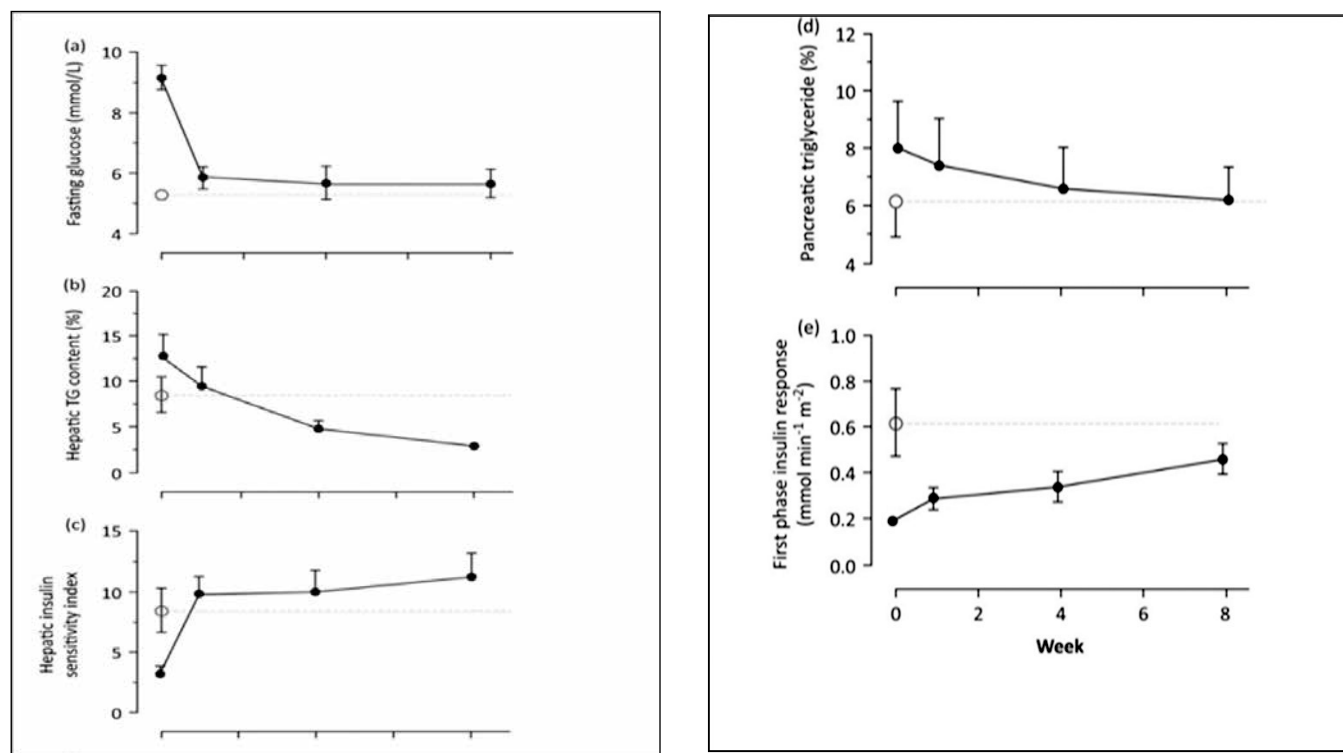 (a)
Fasting glucose (mmol/L)
10
8
6
4
(b)
Hepatic TG content (%)
20
15
10
5
0
(c)
Hepatic insulin
sensitivity index
15
10
5
0
(d)
Pancreatic triglyceride (%)
12
10
8
6
4
(e)
First phase insulin response
(mmol min⁻¹ m⁻²)
1.0
0.8
0.6
0.4
0.2
0.0
0 2 4 6 8
Week